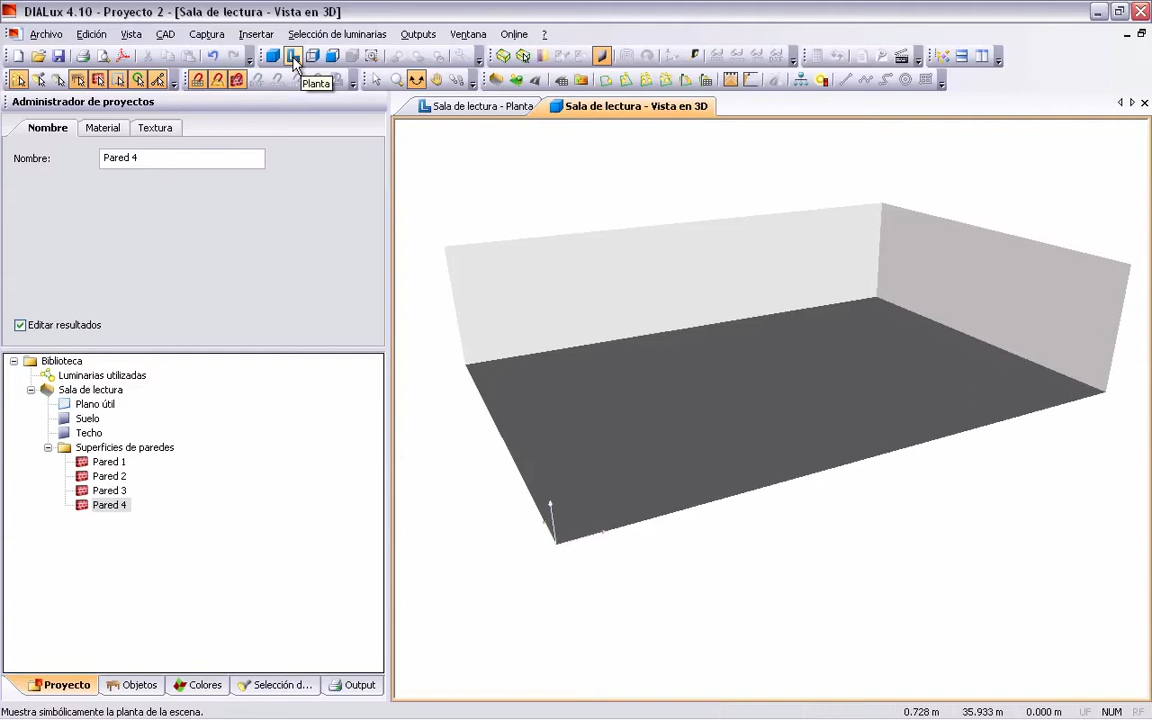 DIALux 4.10 - Proyecto 2 - [Sala de lectura - Vista en 3D]
Archivo Edición Vista CAD Captura Insertar Selección de luminarias Outputs Ventana Online ?
Planta
Administrador de proyectos
Sala de lectura - Planta
Sala de lectura - Vista en 3D
Nombre Material Textura
Nombre: Pared 4
Editar resultados
Biblioteca
Luminarias utilizadas
Sala de lectura
Plano útil
Suelo
Techo
Superficies de paredes
Pared 1
Pared 2
Pared 3
Pared 4
Proyecto Objetos Colores Selección d... Output
Muestra simbólicamente la planta de la escena. 0.728 m 35.933 m 0.000 m UF NUM RF